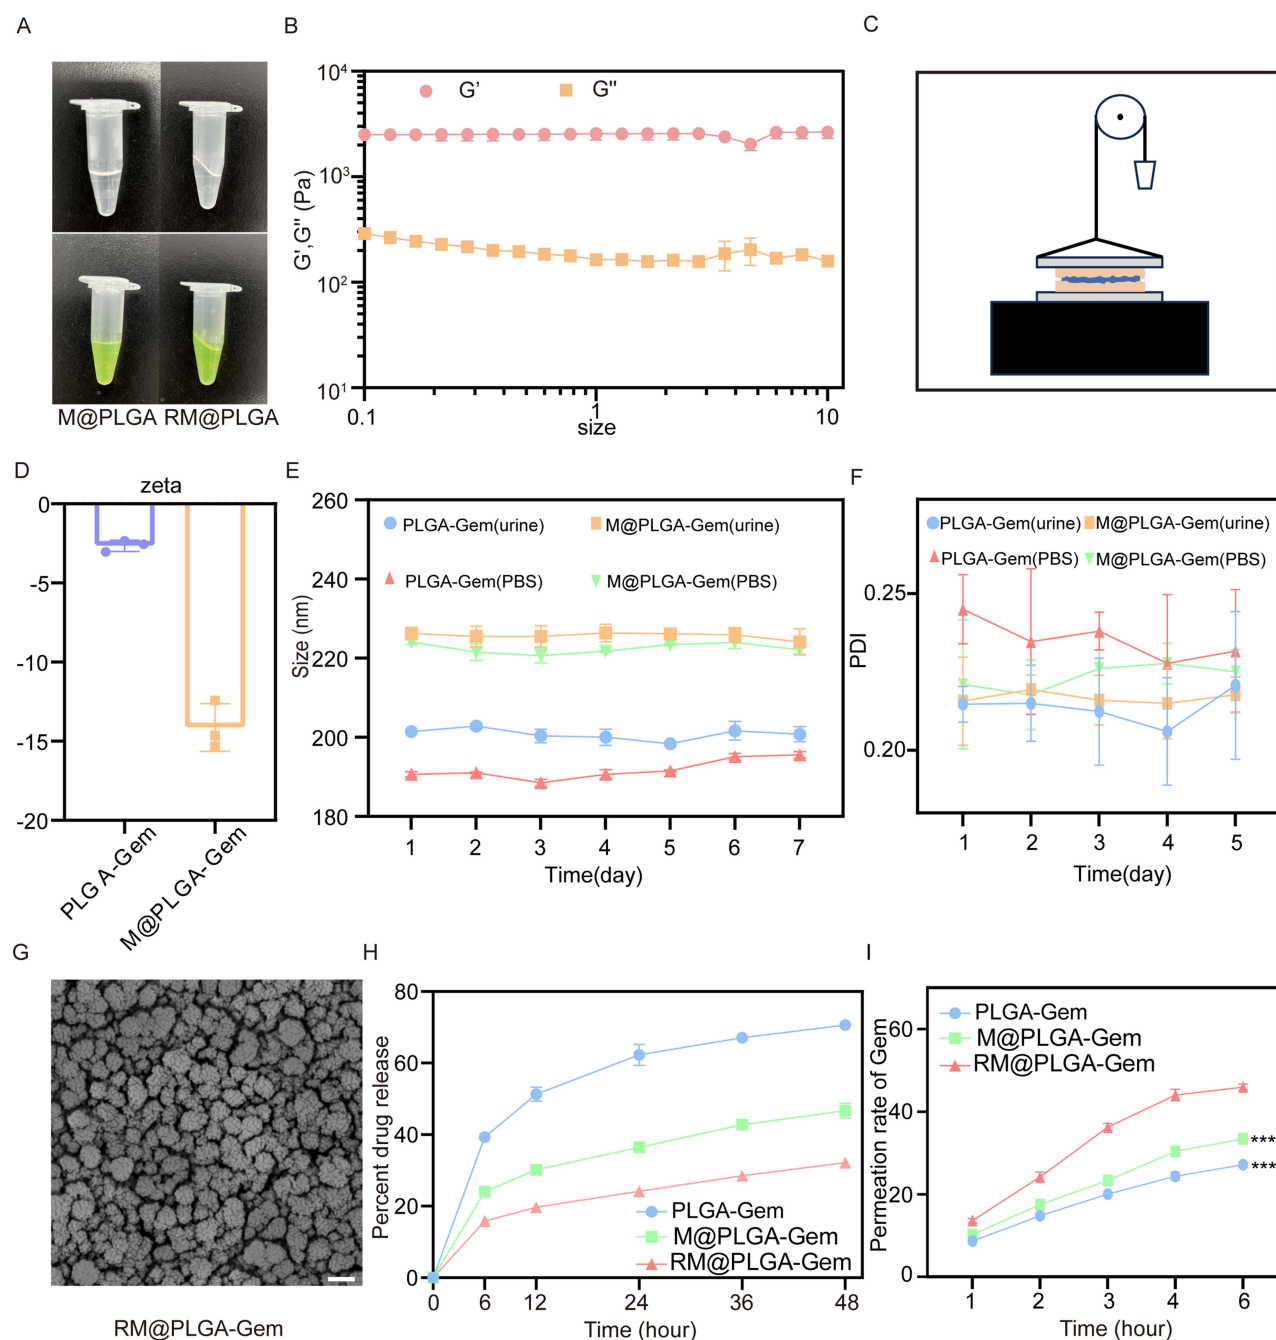 A
M@PLGA RM@PLGA
B
10⁴
10³
10²
10¹
G',G'' (Pa)
G' G''
0.1 1 10
size
C
D
zeta
0
-5
-10
-15
-20
PLG A-Gem
M@PL GA-Gem
E
260
240
220
200
180
Size (nm)
PLGA-Gem(urine) M@PLGA-Gem(urine)
PLGA-Gem(PBS) M@PLGA-Gem(PBS)
1 2 3 4 5 6 7
Time(day)
F
PLGA-Gem(urine) M@PLGA-Gem(urine)
PLGA-Gem(PBS) M@PLGA-Gem(PBS)
0.25
0.20
PDI
1 2 3 4 5
Time(day)
G
RM@PLGA-Gem
H
80
60
40
20
0
Percent drug release
PLGA-Gem
M@PLGA-Gem
RM@PLGA-Gem
0 6 12 24 36 48
Time (hour)
I
PLGA-Gem
M@PLGA-Gem
RM@PLGA-Gem
60
40
20
0
Permeation rate of Gem
***
***
1 2 3 4 5 6
Time (hour)